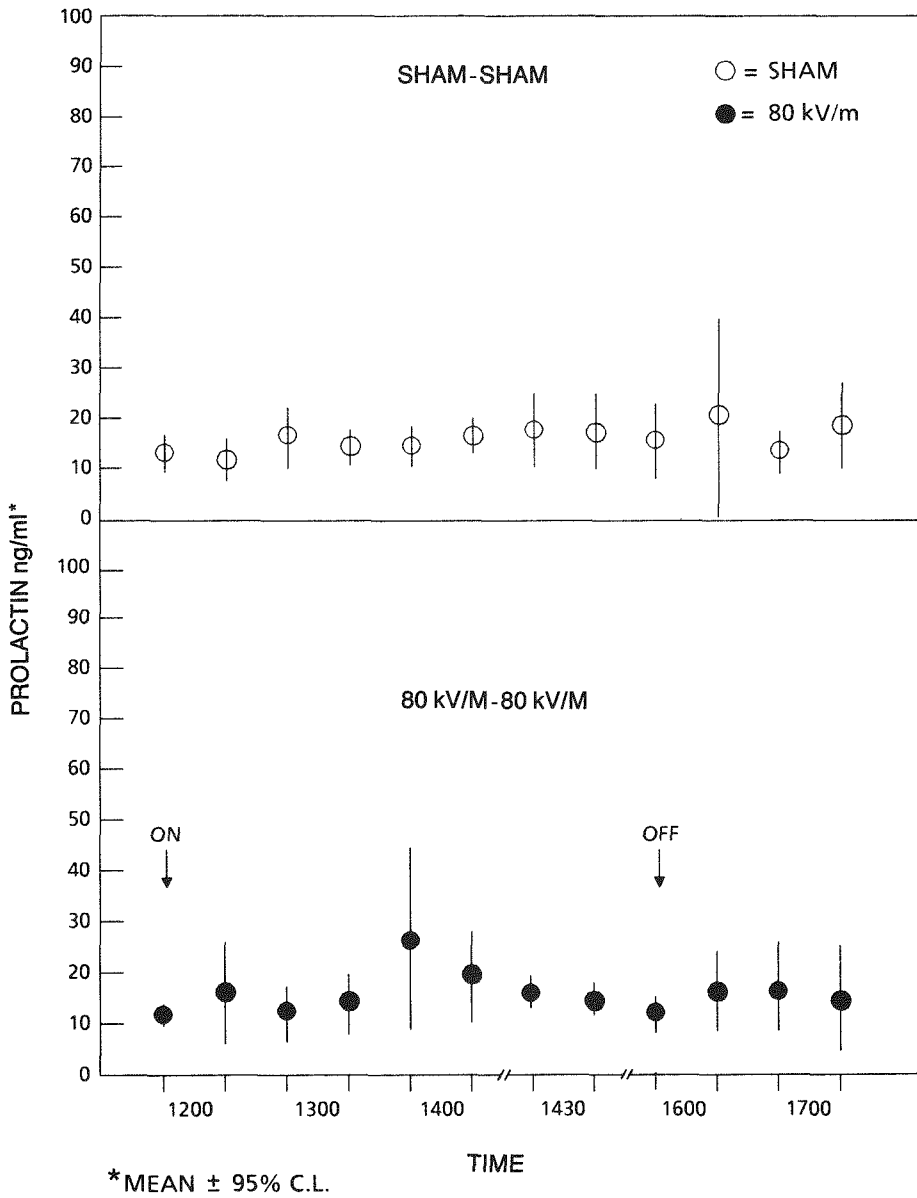 100
90
80
70
60
50
40
30
20
10
0
SHAM-SHAM
○ = SHAM
● = 80 kV/m
PROLACTIN ng/ml*
100
90
80
70
60
50
40
30
20
10
0
80 kV/M-80 kV/M
ON
OFF
1200 1300 1400 1430 1600 1700
TIME
*MEAN ± 95% C.L.